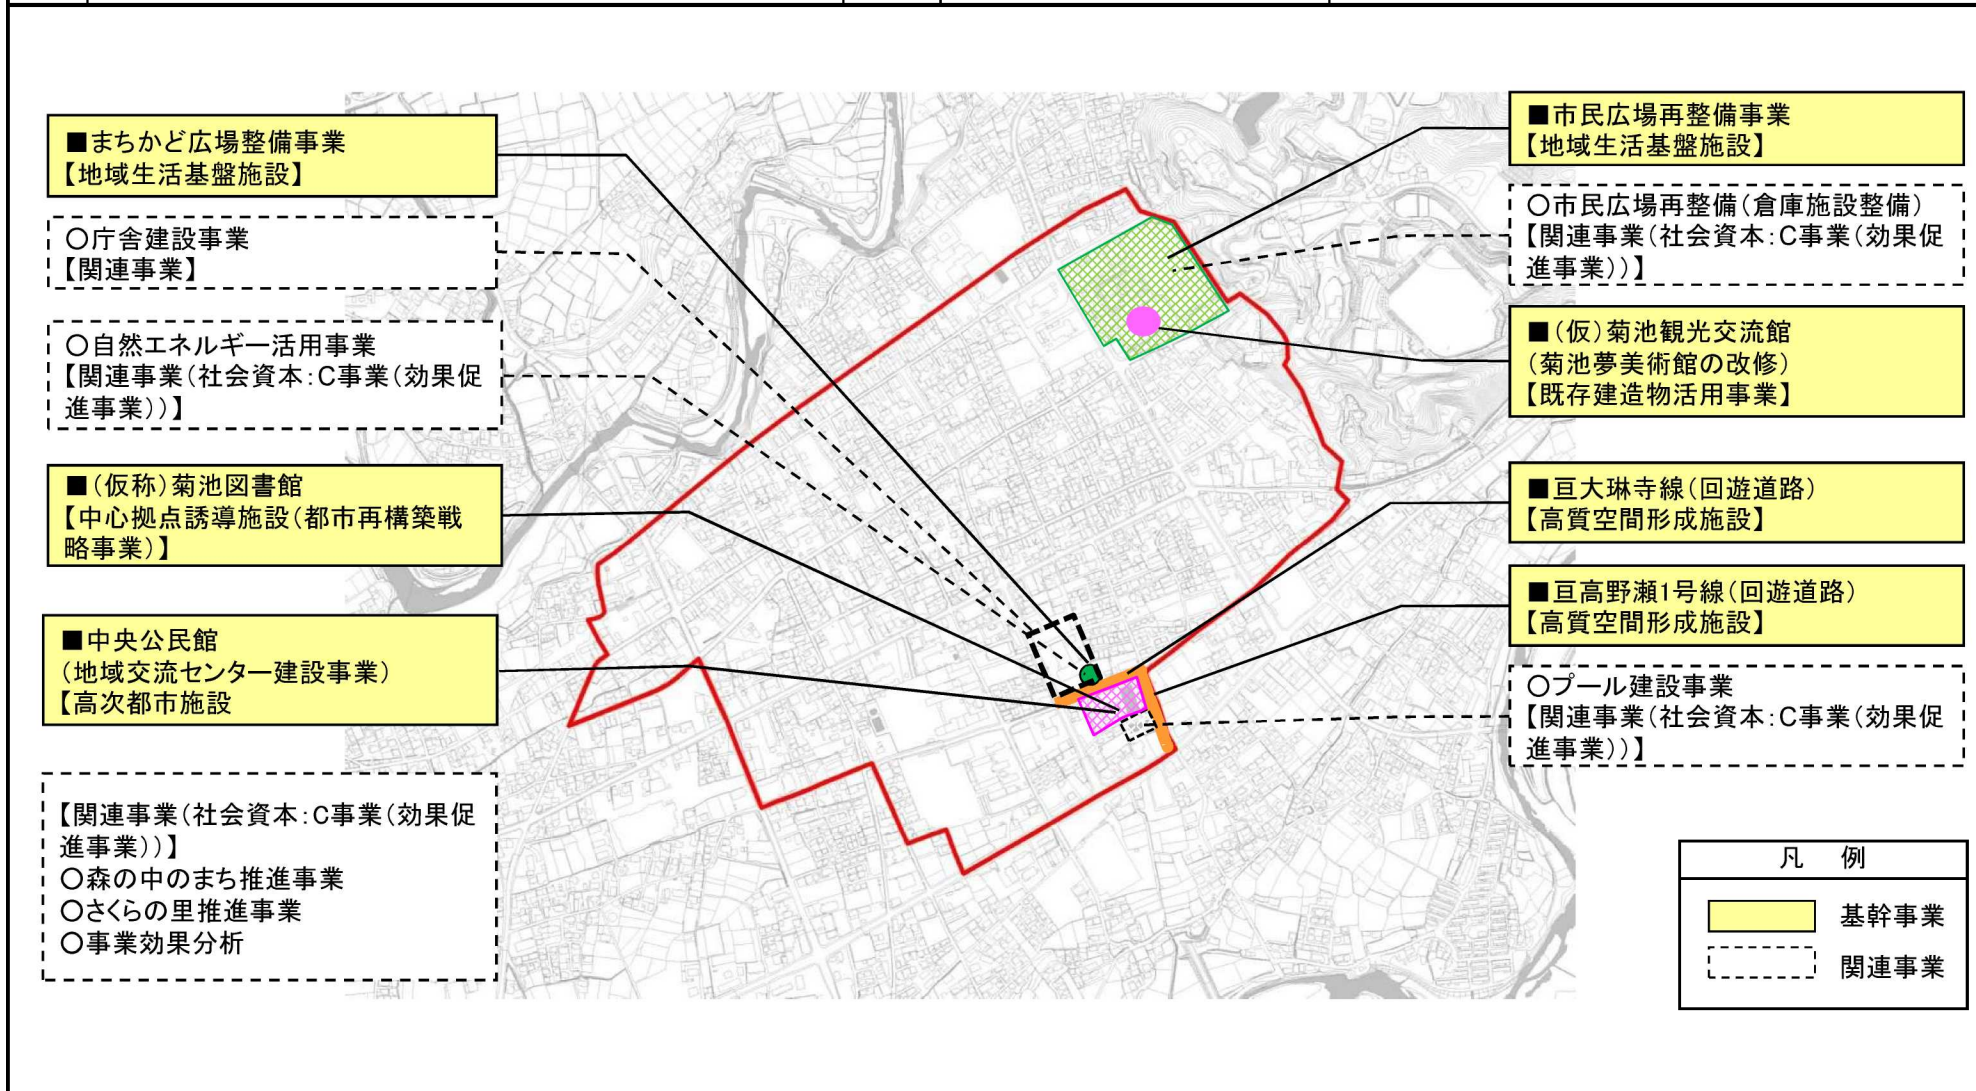 ■まちかど広場整備事業
【地域生活基盤施設】
○庁舎建設事業
【関連事業】
○自然エネルギー活用事業
【関連事業(社会資本:C事業(効果促
進事業))】
■(仮称)菊池図書館
【中心拠点誘導施設(都市再構築戦
略事業)】
■中央公民館
(地域交流センター建設事業)
【高次都市施設
【関連事業(社会資本:C事業(効果促
進事業))】
○森の中のまち推進事業
○さくらの里推進事業
○事業効果分析
■市民広場再整備事業
【地域生活基盤施設】
○市民広場再整備(倉庫施設整備)
【関連事業(社会資本:C事業(効果促
進事業))】
■(仮)菊池観光交流館
(菊池夢美術館の改修)
【既存建造物活用事業】
■亘大琳寺線(回遊道路)
【高質空間形成施設】
■亘高野瀬1号線(回遊道路)
【高質空間形成施設】
○プール建設事業
【関連事業(社会資本:C事業(効果促
進事業))】
凡 例
基幹事業
関連事業